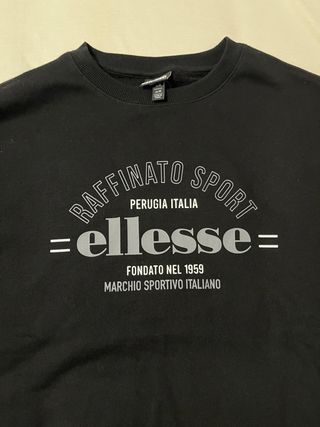 RAFFINATO SPORT
PERUGIA ITALIA
= ellesse =
FONDATO NEL 1959
MARCHIO SPORTIVO ITALIANO